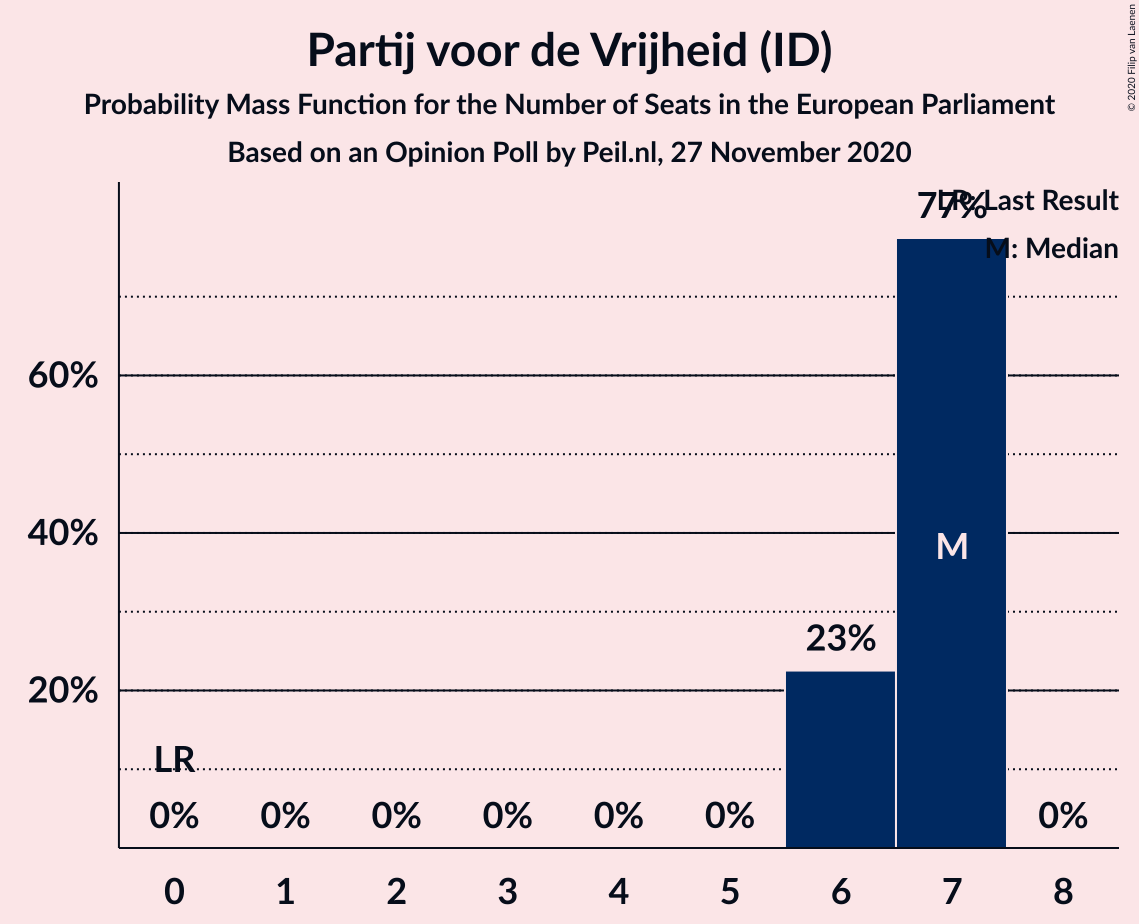 Partij voor de Vrijheid (ID)
Probability Mass Function for the Number of Seats in the European Parliament
Based on an Opinion Poll by Peil.nl, 27 November 2020
© 2020 Filip van Laenen
77%
LR: Last Result
M: Median
60%
40%
M
23%
20%
LR
0% 0% 0% 0% 0% 0% 0%
0 1 2 3 4 5 6 7 8